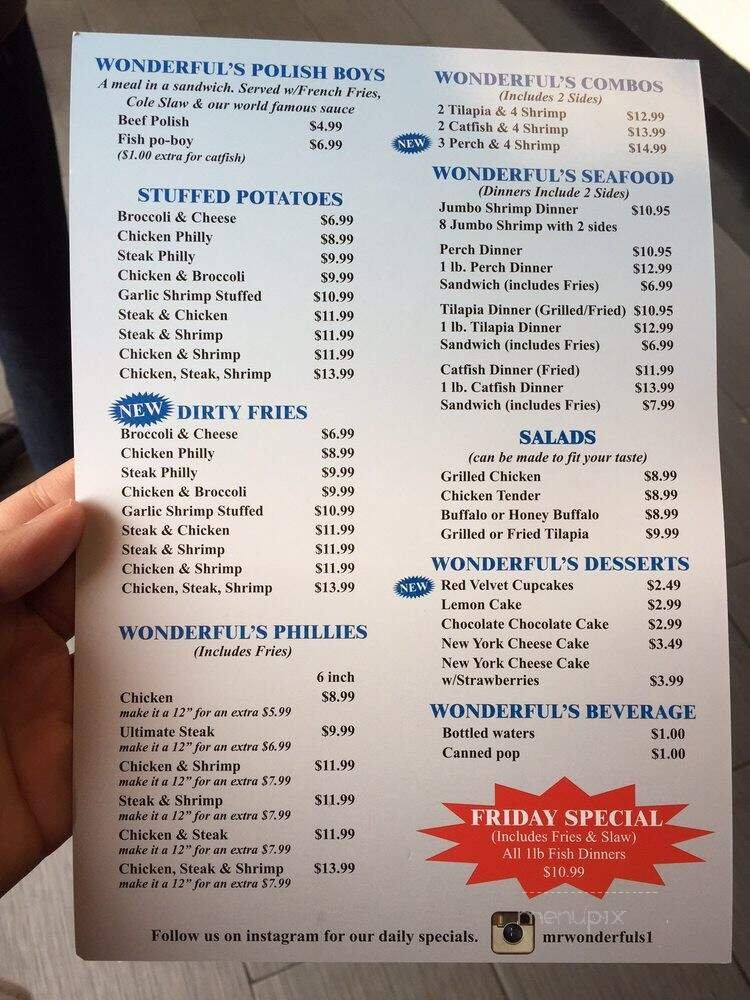 WONDERFUL'S POLISH BOYS
A meal in a sandwich. Served w/French Fries,
Cole Slaw & our world famous sauce
Beef Polish $4.99
Fish po-boy $6.99
($1.00 extra for catfish)
STUFFED POTATOES
Broccoli & Cheese $6.99
Chicken Philly $8.99
Steak Philly $9.99
Chicken & Broccoli $9.99
Garlic Shrimp Stuffed $10.99
Steak & Chicken $11.99
Steak & Shrimp $11.99
Chicken & Shrimp $11.99
Chicken, Steak, Shrimp $13.99
NEW DIRTY FRIES
Broccoli & Cheese $6.99
Chicken Philly $8.99
Steak Philly $9.99
Chicken & Broccoli $9.99
Garlic Shrimp Stuffed $10.99
Steak & Chicken $11.99
Steak & Shrimp $11.99
Chicken & Shrimp $11.99
Chicken, Steak, Shrimp $13.99
WONDERFUL'S PHILLIES
(Includes Fries)
6 inch
Chicken $8.99
make it a 12" for an extra $5.99
Ultimate Steak $9.99
make it a 12" for an extra $6.99
Chicken & Shrimp $11.99
make it a 12" for an extra $7.99
Steak & Shrimp $11.99
make it a 12" for an extra $7.99
Chicken & Steak $11.99
make it a 12" for an extra $7.99
Chicken, Steak & Shrimp $13.99
make it a 12" for an extra $7.99
WONDERFUL'S COMBOS
(Includes 2 Sides)
2 Tilapia & 4 Shrimp $12.99
2 Catfish & 4 Shrimp $13.99
NEW 3 Perch & 4 Shrimp $14.99
WONDERFUL'S SEAFOOD
(Dinners Include 2 Sides)
Jumbo Shrimp Dinner $10.95
8 Jumbo Shrimp with 2 sides
Perch Dinner $10.95
1 lb. Perch Dinner $12.99
Sandwich (includes Fries) $6.99
Tilapia Dinner (Grilled/Fried) $10.95
1 lb. Tilapia Dinner $12.99
Sandwich (includes Fries) $6.99
Catfish Dinner (Fried) $11.99
1 lb. Catfish Dinner $13.99
Sandwich (includes Fries) $7.99
SALADS
(can be made to fit your taste)
Grilled Chicken $8.99
Chicken Tender $8.99
Buffalo or Honey Buffalo $8.99
Grilled or Fried Tilapia $9.99
WONDERFUL'S DESSERTS
NEW Red Velvet Cupcakes $2.49
Lemon Cake $2.99
Chocolate Chocolate Cake $2.99
New York Cheese Cake $3.49
New York Cheese Cake
w/Strawberries $3.99
WONDERFUL'S BEVERAGE
Bottled waters $1.00
Canned pop $1.00
FRIDAY SPECIAL
(Includes Fries & Slaw)
All 1lb Fish Dinners
$10.99
menupix
Follow us on instagram for our daily specials. mrwonderfuls1